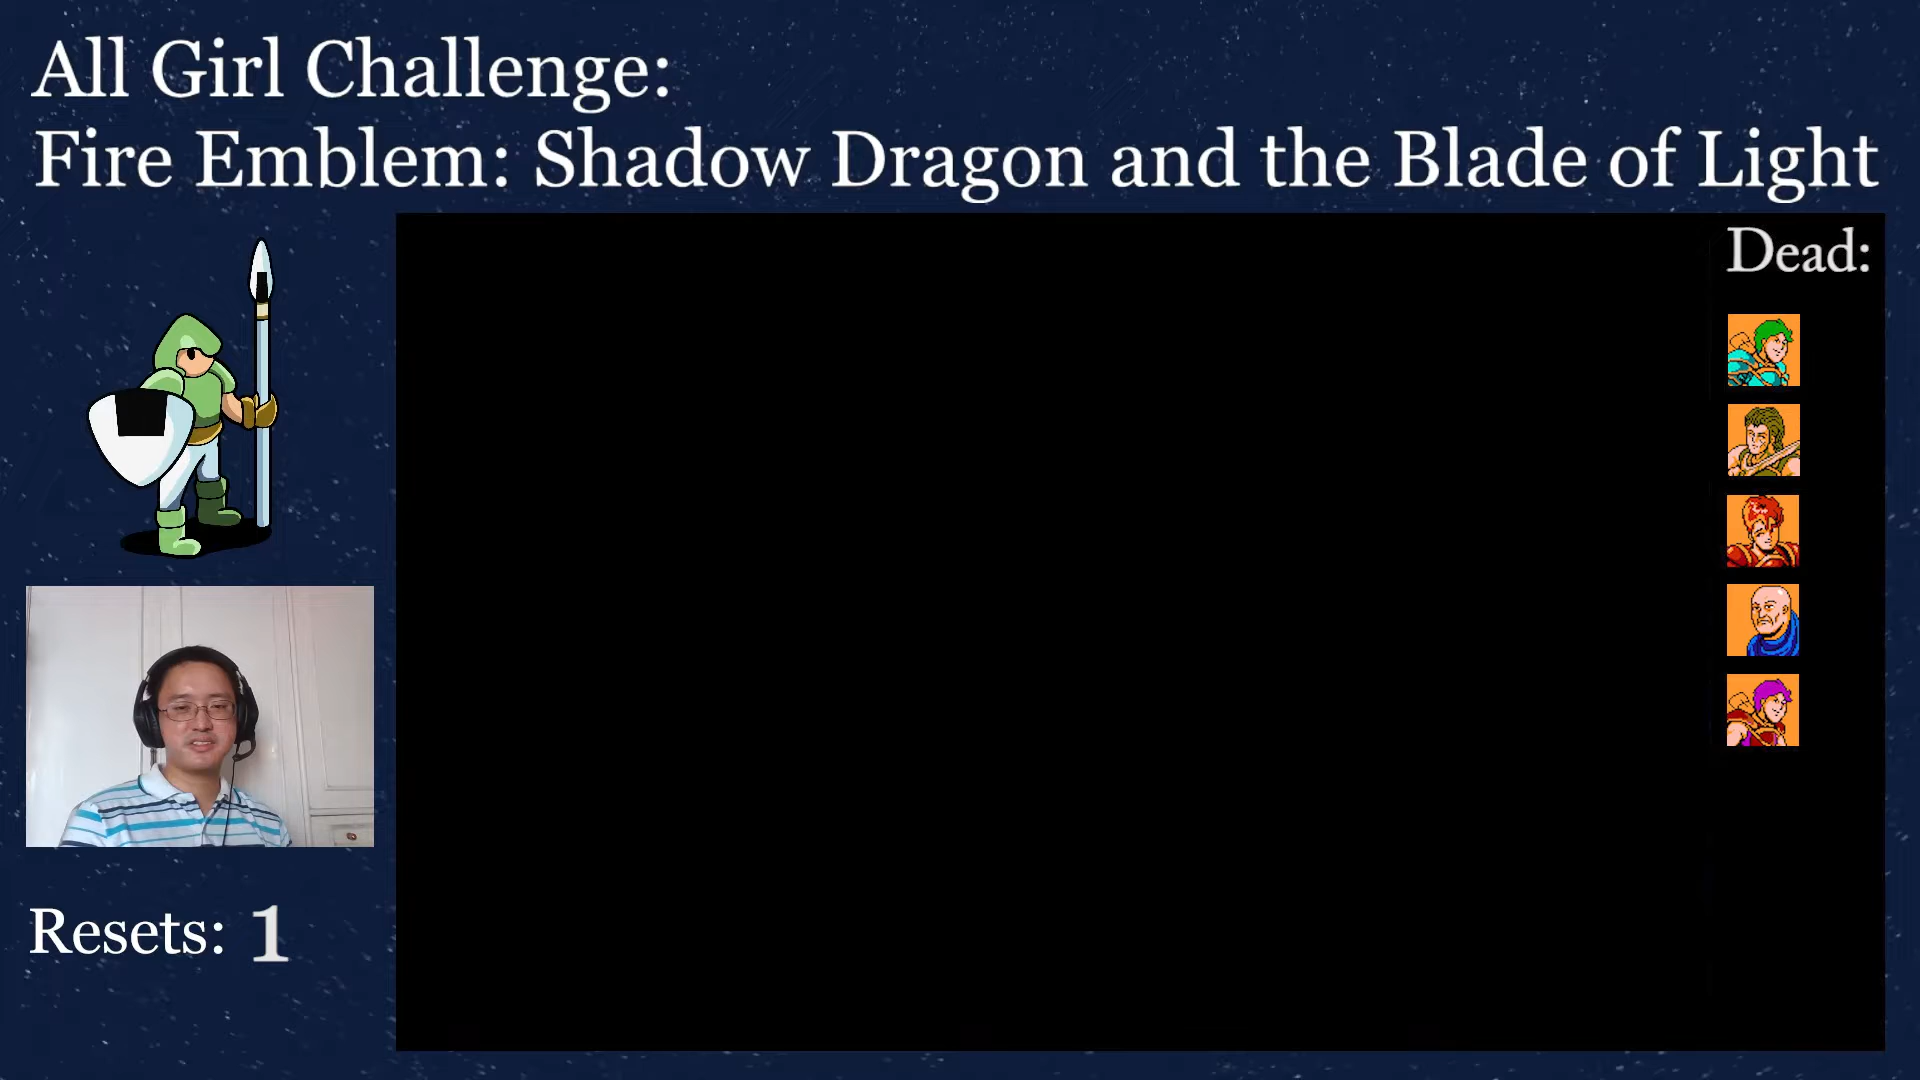 All Girl Challenge:
Fire Emblem: Shadow Dragon and the Blade of Light
Dead:
Resets: 1